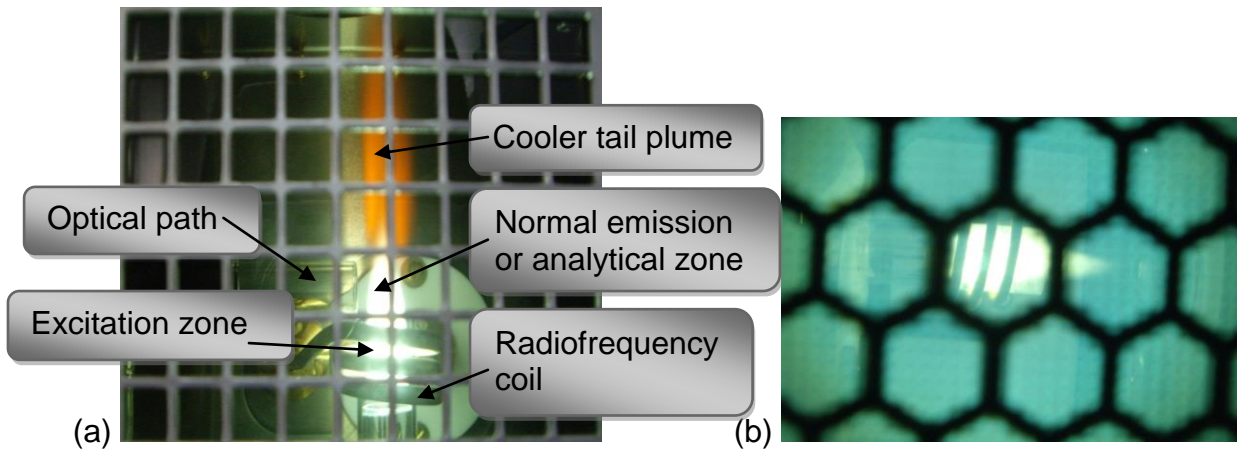 Cooler tail plume
Optical path
Normal emission
or analytical zone
Excitation zone
Radiofrequency
coil
(a)
(b)